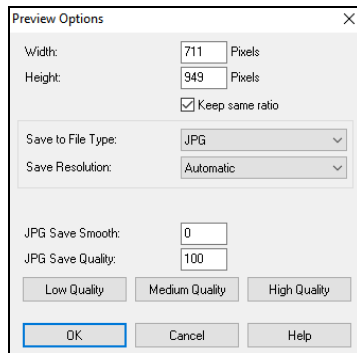 Preview Options
Width: 711 Pixels
Height: 949 Pixels
Keep same ratio
Save to File Type: JPG
Save Resolution: Automatic
JPG Save Smooth: 0
JPG Save Quality: 100
Low Quality Medium Quality High Quality
OK Cancel Help